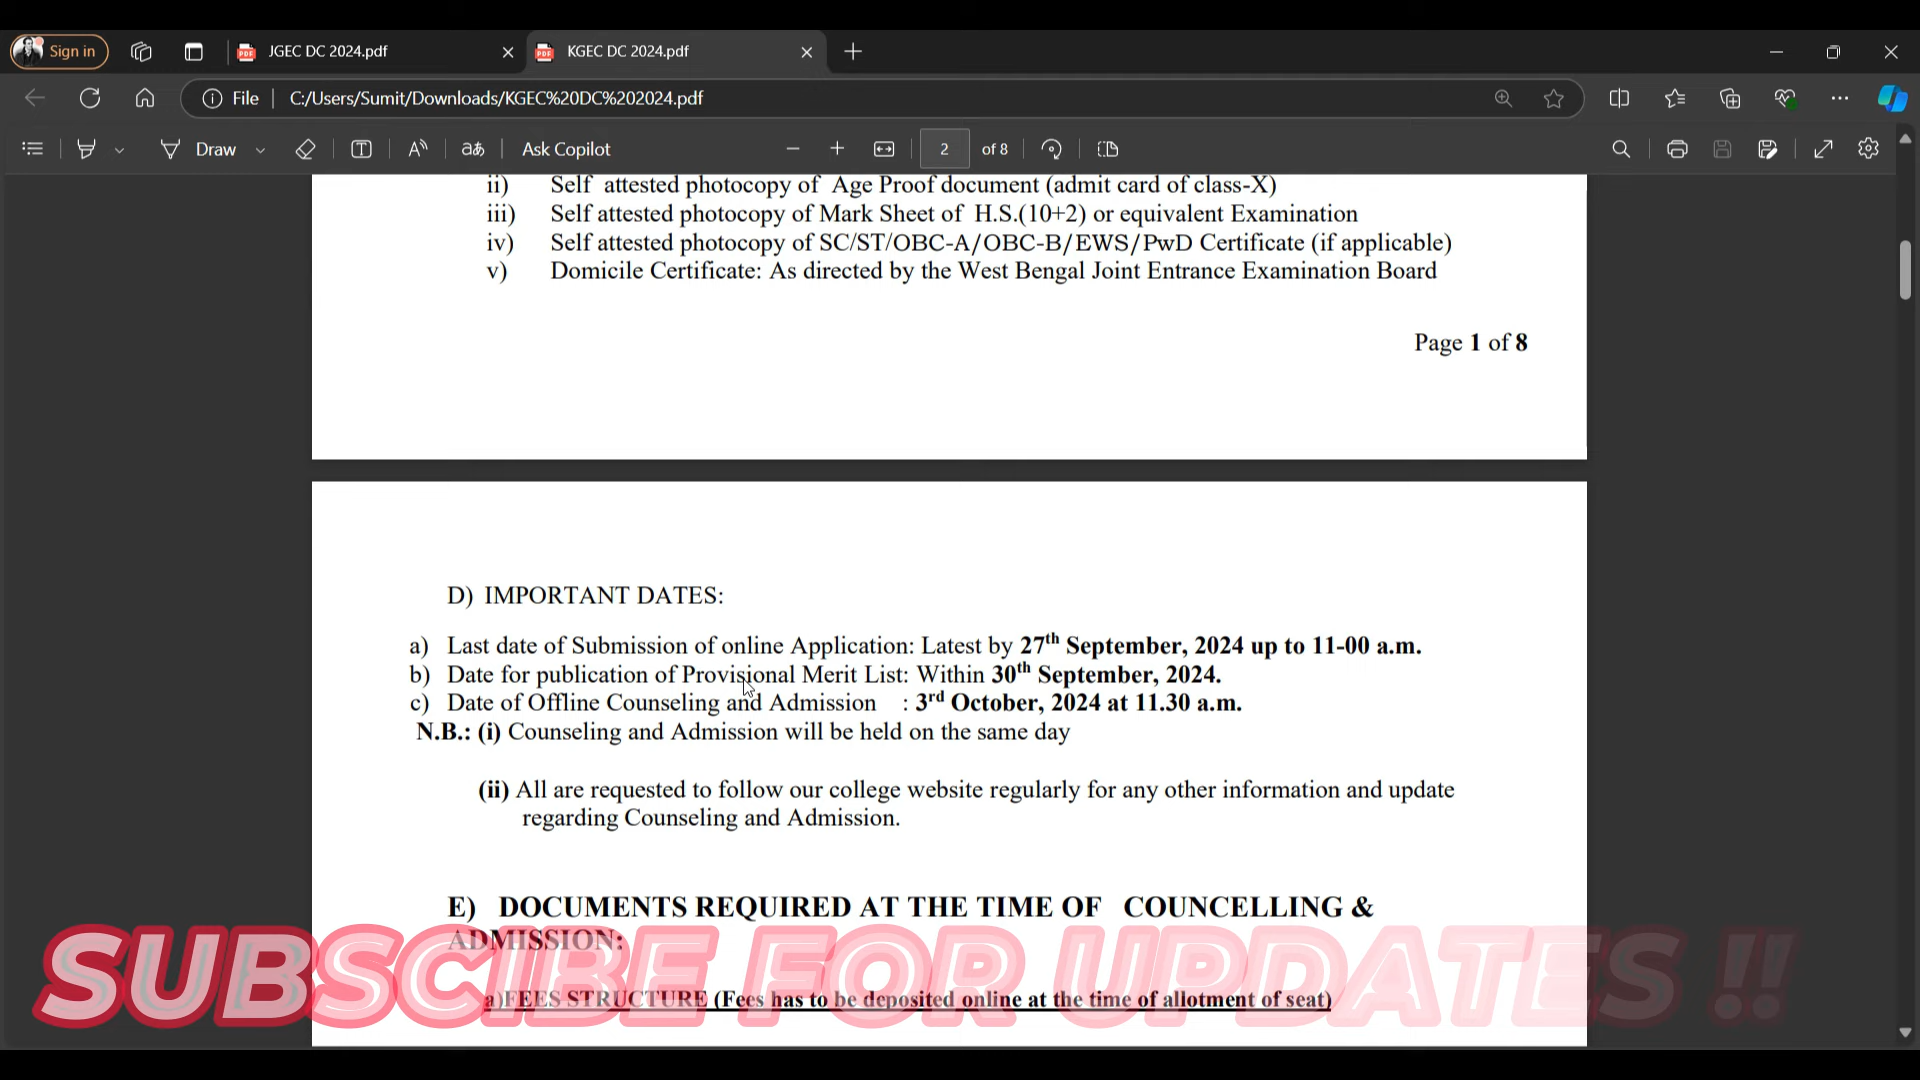 Sign in
JGEC DC 2024.pdf
KGEC DC 2024.pdf
File
C:/Users/Sumit/Downloads/KGEC%20DC%202024.pdf
Draw
Ask Copilot
2 of 8
ii) Self attested photocopy of Age Proof document (admit card of class-X)
iii) Self attested photocopy of Mark Sheet of H.S.(10+2) or equivalent Examination
iv) Self attested photocopy of SC/ST/OBC-A/OBC-B/EWS/PwD Certificate (if applicable)
v) Domicile Certificate: As directed by the West Bengal Joint Entrance Examination Board
Page 1 of 8
D) IMPORTANT DATES:
a) Last date of Submission of online Application: Latest by 27th September, 2024 up to 11-00 a.m.
b) Date for publication of Provisional Merit List: Within 30th September, 2024.
c) Date of Offline Counseling and Admission : 3rd October, 2024 at 11.30 a.m.
N.B.: (i) Counseling and Admission will be held on the same day
(ii) All are requested to follow our college website regularly for any other information and update
regarding Counseling and Admission.
E) DOCUMENTS REQUIRED AT THE TIME OF COUNCELLING &
ADMISSION:
SUBSCIBE FOR UPDATES !!
a)FEES STRUCTURE (Fees has to be deposited online at the time of allotment of seat)